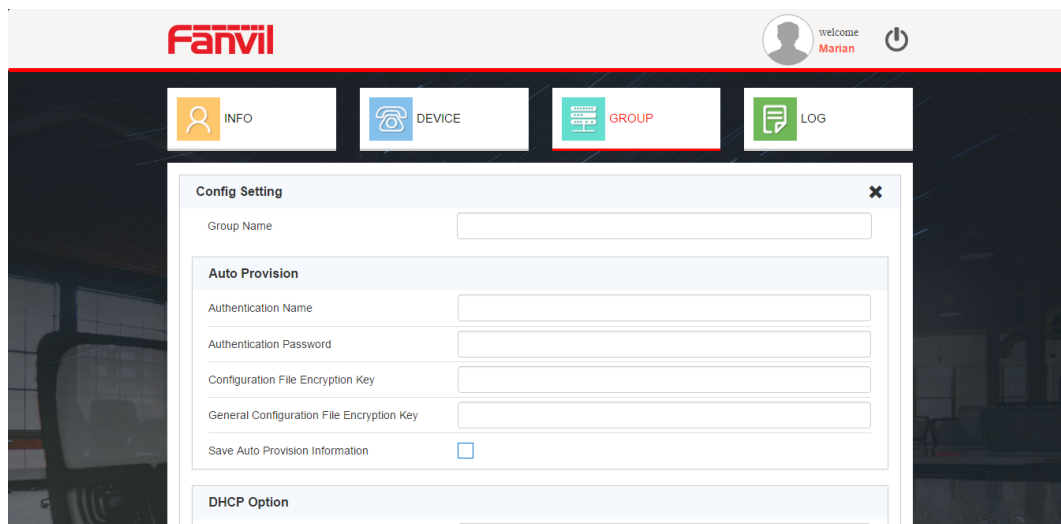 Fanvil
welcome
Marian
INFO
DEVICE
GROUP
LOG
Config Setting
Group Name
Auto Provision
Authentication Name
Authentication Password
Configuration File Encryption Key
General Configuration File Encryption Key
Save Auto Provision Information
DHCP Option